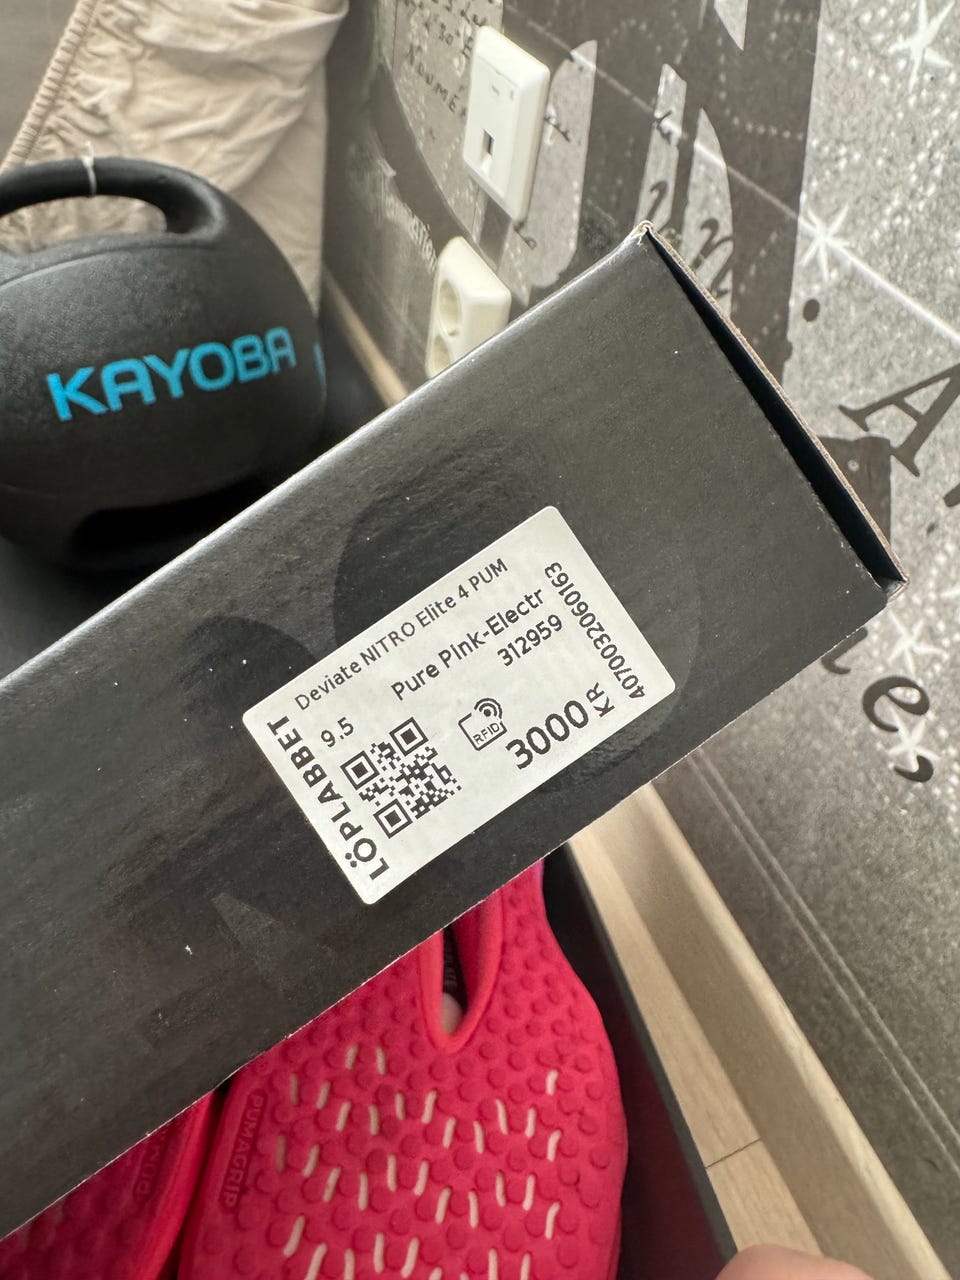 KAYOBA
LÖPLABBET
Deviate NITRO Elite 4 PUM
9.5
Pure Pink-Electr
312959
RFID
3000 KR
4070032060163
PUMAGRIP